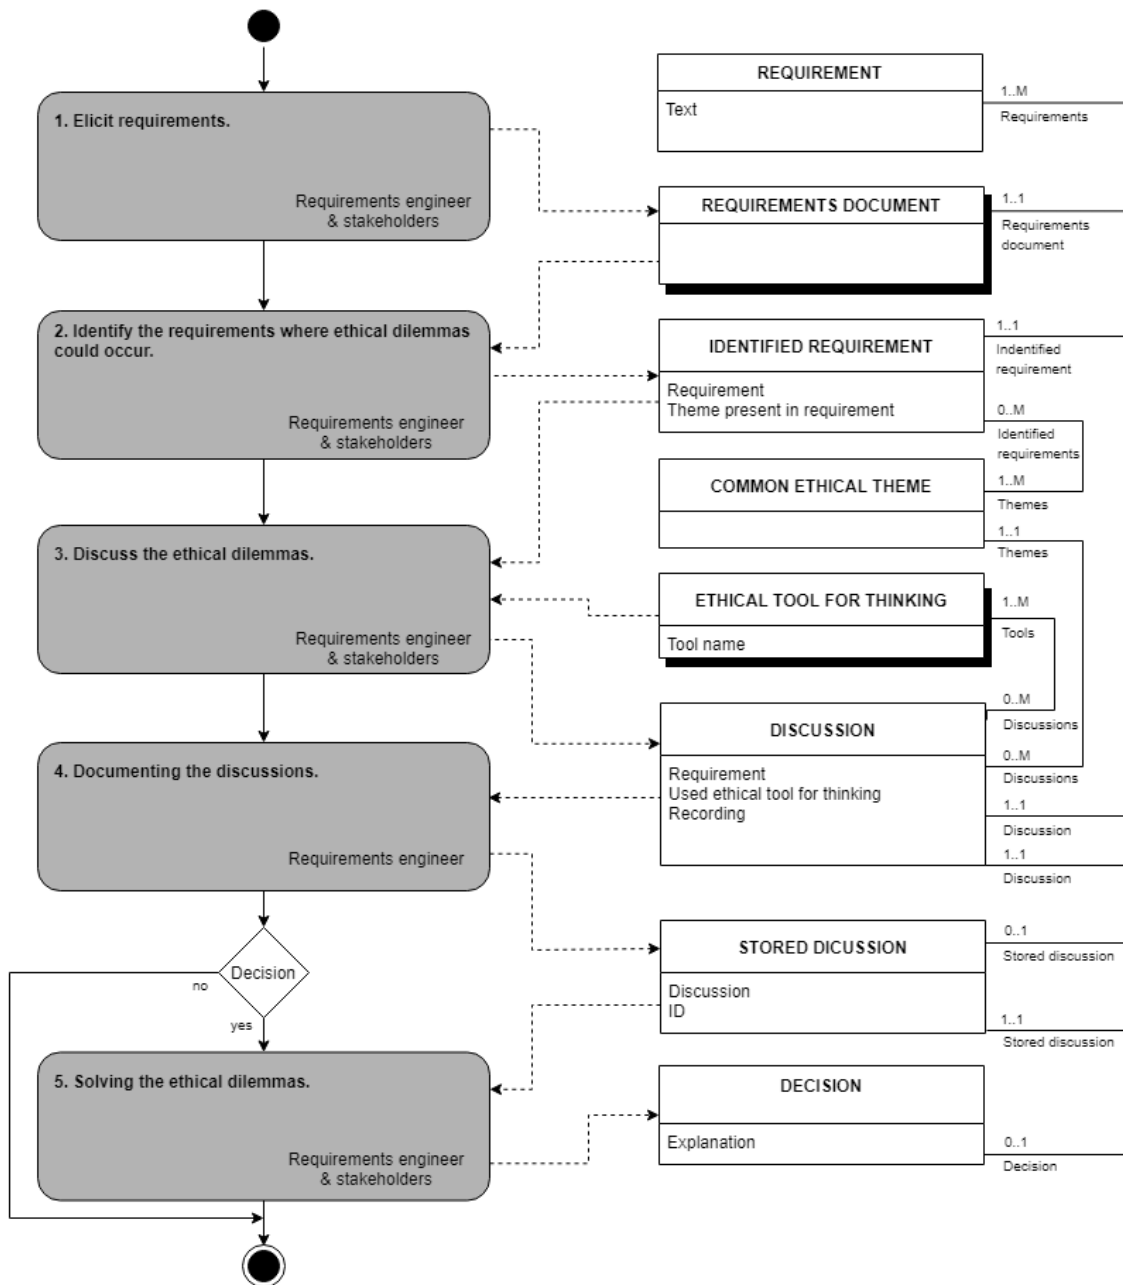 1. Elicit requirements.
Requirements engineer
& stakeholders
2. Identify the requirements where ethical dilemmas
could occur.
Requirements engineer
& stakeholders
3. Discuss the ethical dilemmas.
Requirements engineer
& stakeholders
4. Documenting the discussions.
Requirements engineer
Decision
no
yes
5. Solving the ethical dilemmas.
Requirements engineer
& stakeholders
REQUIREMENT
Text
1..M
Requirements
REQUIREMENTS DOCUMENT
1..1
Requirements
document
IDENTIFIED REQUIREMENT
Requirement
Theme present in requirement
1..1
Indentified
requirement
0..M
Identified
requirements
COMMON ETHICAL THEME
1..M
Themes
1..1
Themes
ETHICAL TOOL FOR THINKING
Tool name
1..M
Tools
DISCUSSION
Requirement
Used ethical tool for thinking
Recording
0..M
Discussions
0..M
Discussions
1..1
Discussion
1..1
Discussion
STORED DICUSSION
Discussion
ID
0..1
Stored discussion
1..1
Stored discussion
DECISION
Explanation
0..1
Decision